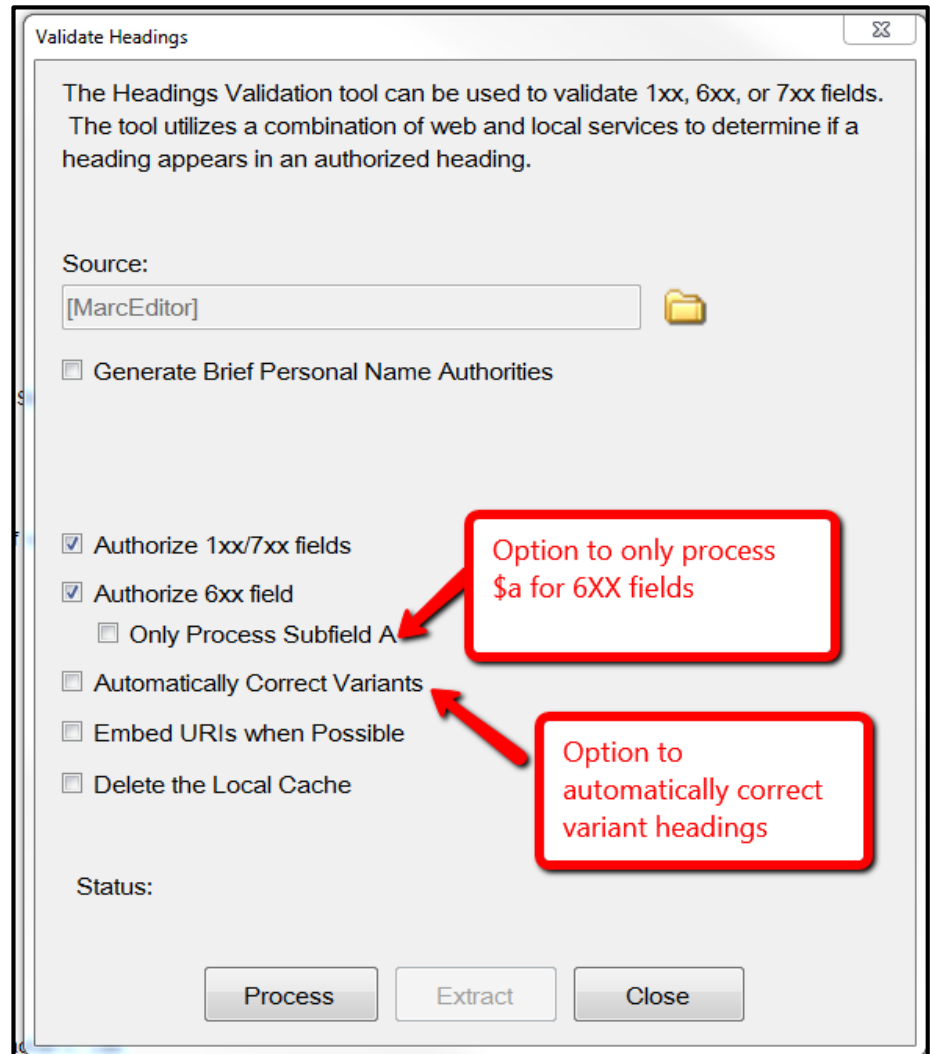 Validate Headings
The Headings Validation tool can be used to validate 1xx, 6xx, or 7xx fields.
The tool utilizes a combination of web and local services to determine if a
heading appears in an authorized heading.
Source:
[MarcEditor]
Generate Brief Personal Name Authorities
Authorize 1xx/7xx fields
Authorize 6xx field
Only Process Subfield A
Automatically Correct Variants
Embed URIs when Possible
Delete the Local Cache
Option to only process
$a for 6XX fields
Option to
automatically correct
variant headings
Status:
Process
Extract
Close